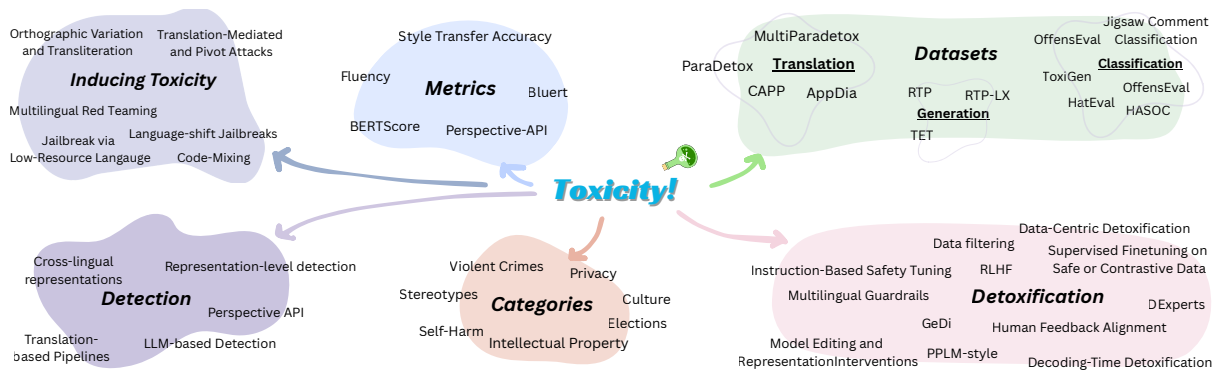 Orthographic Variation
and Transliteration
Translation-Mediated
and Pivot Attacks
Inducing Toxicity
Multilingual Red Teaming
Jailbreak via
Low-Resource Langauge
Language-shift Jailbreaks
Code-Mixing
Style Transfer Accuracy
Fluency
Metrics
Bluert
BERTScore
Perspective-API
MultiParadetox
ParaDetox
Translation
CAPP
AppDia
Datasets
RTP
RTP-LX
Generation
TET
Jigsaw Comment
Classification
OffensEval
Classification
ToxiGen
OffensEval
HatEval
HASOC
Toxicity!
Cross-lingual
representations
Representation-level detection
Detection
Perspective API
Translation-
based Pipelines
LLM-based Detection
Violent Crimes
Privacy
Stereotypes
Categories
Culture
Elections
Self-Harm
Intellectual Property
Data-Centric Detoxification
Data filtering
Supervised Finetuning on
Safe or Contrastive Data
Instruction-Based Safety Tuning
RLHF
Multilingual Guardrails
Detoxification
DExperts
GeDi
Human Feedback Alignment
Model Editing and
RepresentationInterventions
PPLM-style
Decoding-Time Detoxification